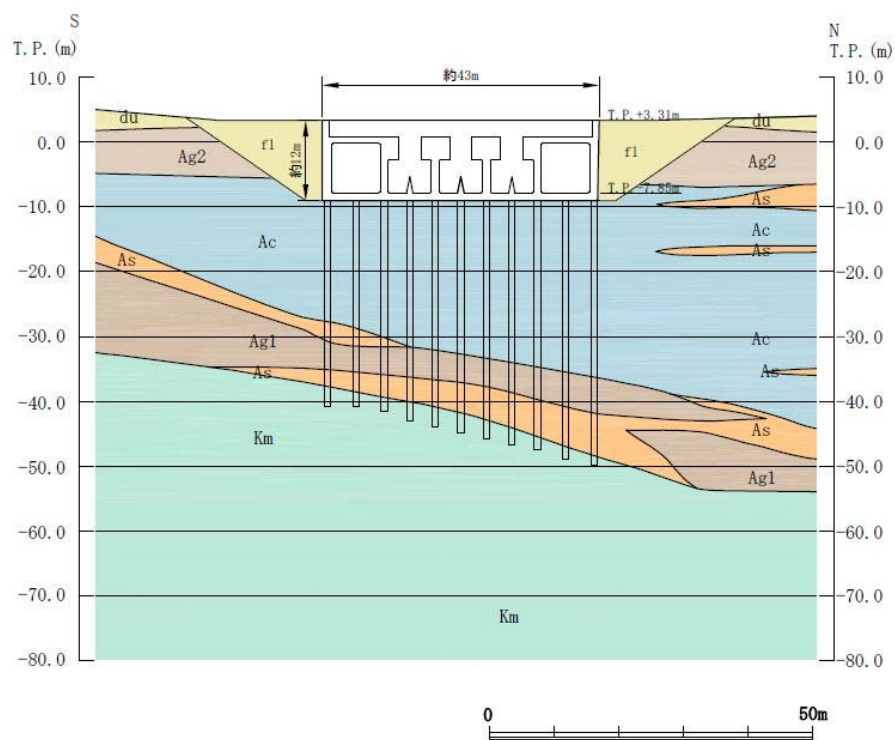 S
N
T.P.(m)
T.P.(m)
10.0
0.0
-10.0
-20.0
-30.0
-40.0
-50.0
-60.0
-70.0
-80.0
約43m
約12m
T.P.+3.31m
T.P.-7.85m
du
fl
Ag2
Ac
As
Ag1
As
Km
Km
fl
du
Ag2
As
Ac
As
Ac
As
As
Ag1
10.0
0.0
-10.0
-20.0
-30.0
-40.0
-50.0
-60.0
-70.0
-80.0
0
50m